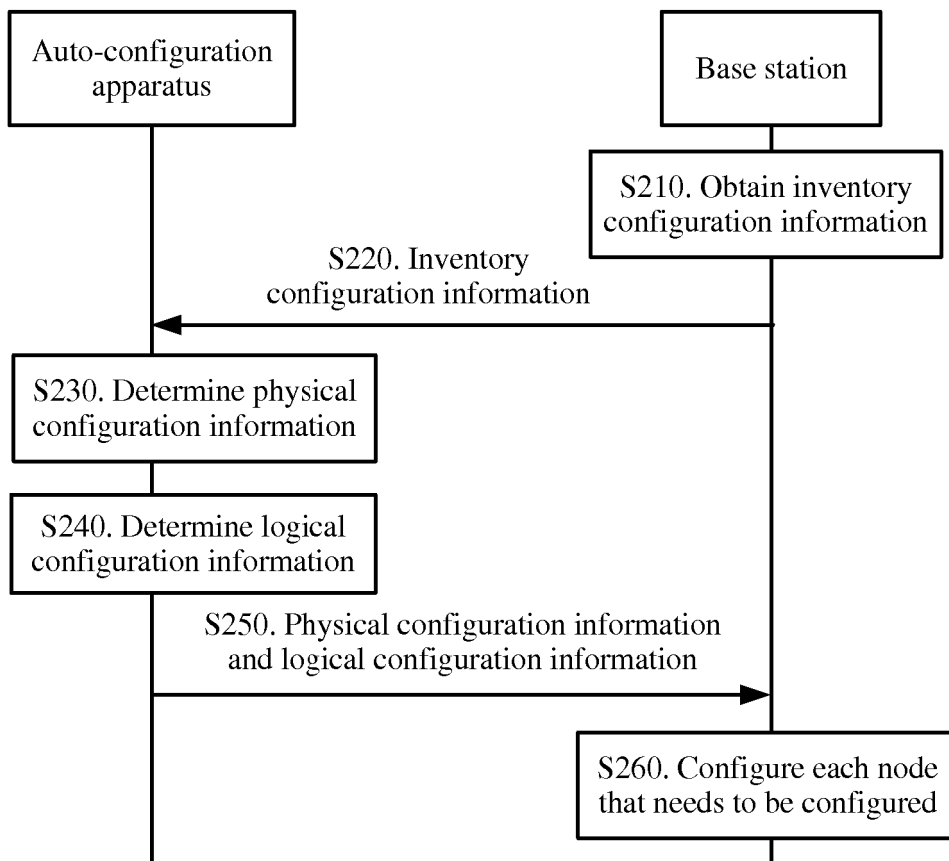 Auto-configuration
apparatus
Base station
S210. Obtain inventory
configuration information
S220. Inventory
configuration information
S230. Determine physical
configuration information
S240. Determine logical
configuration information
S250. Physical configuration information
and logical configuration information
S260. Configure each node
that needs to be configured